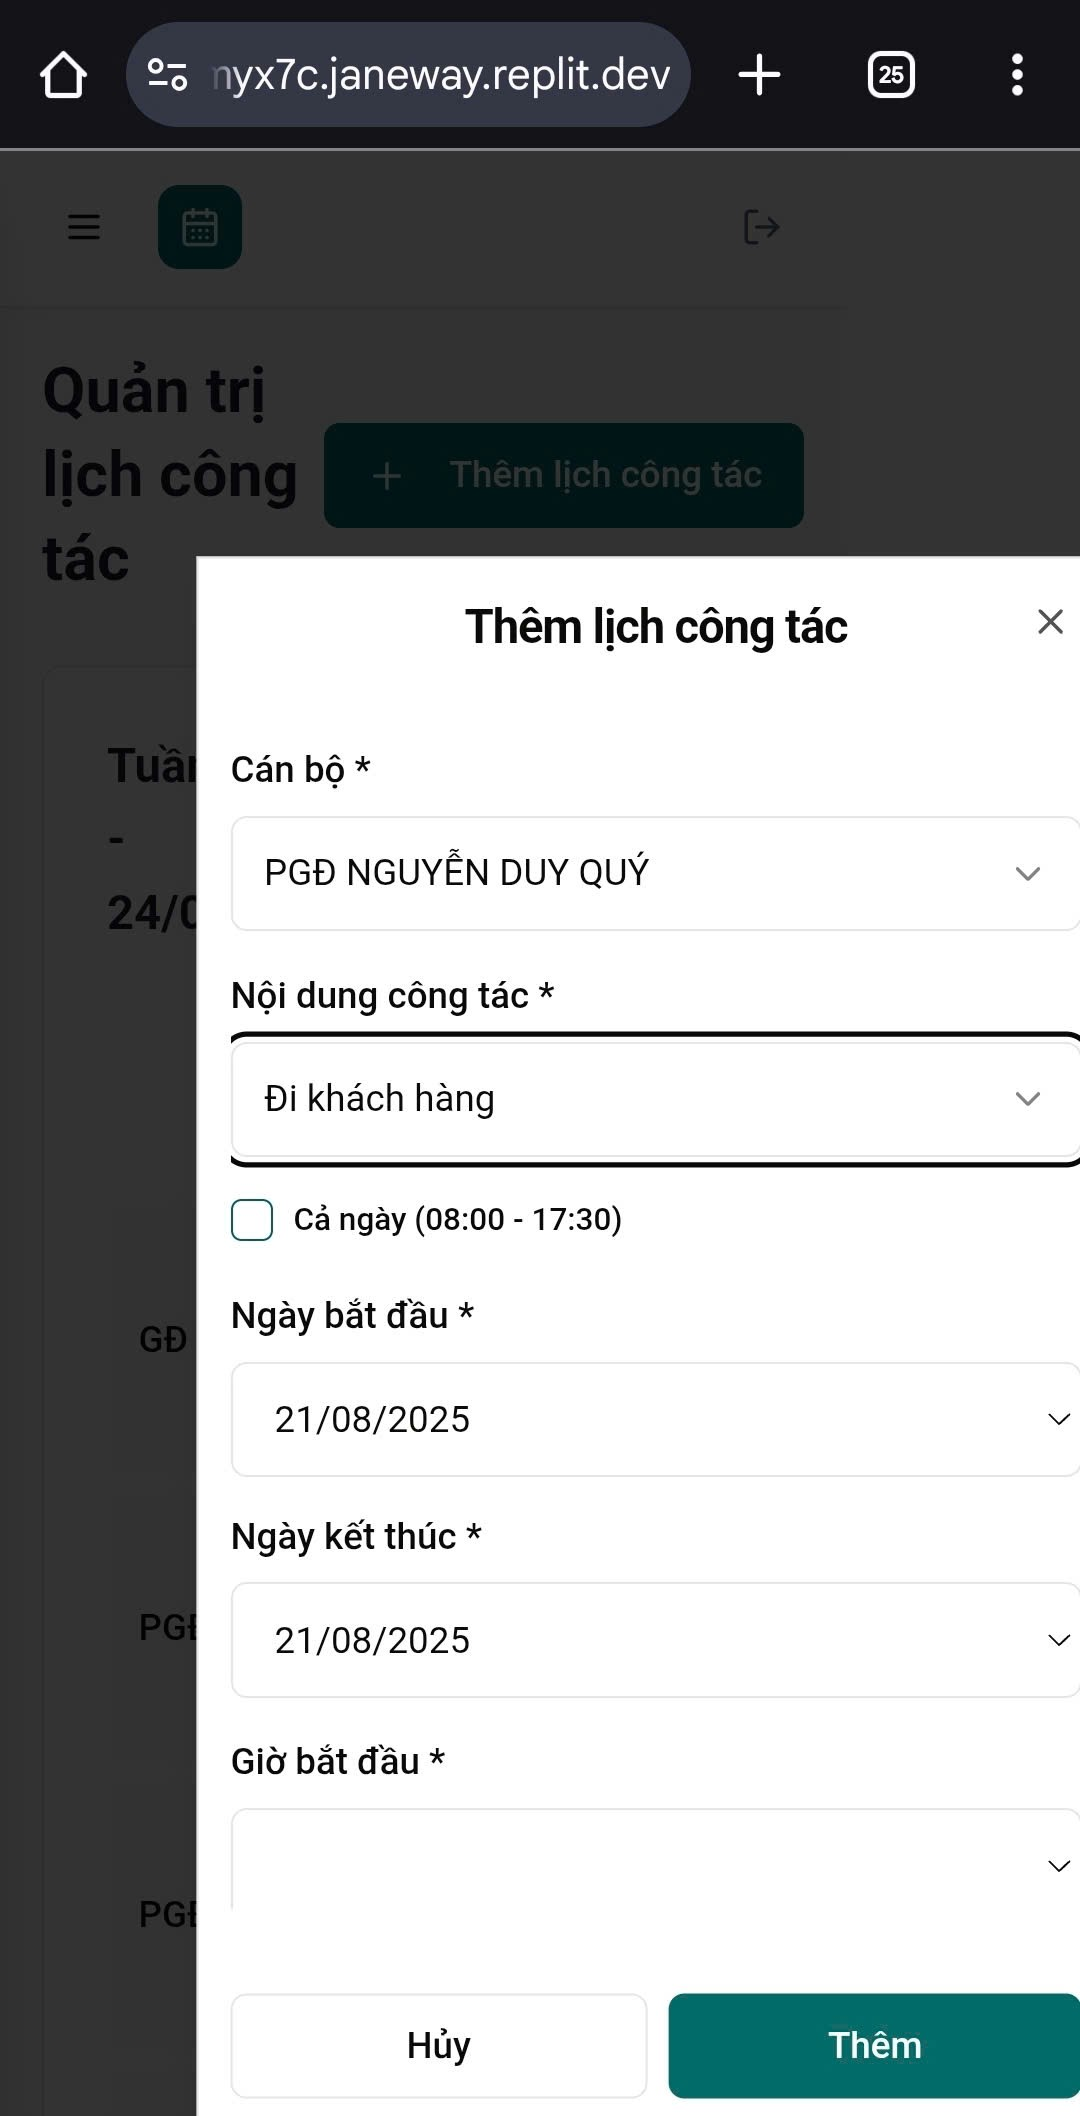 nyx7c.janeway.replit.dev
25
Quản trị
lịch công
tác
Thêm lịch công tác
Thêm lịch công tác
Tuần
-
24/0
Cán bộ *
PGĐ NGUYỄN DUY QUÝ
Nội dung công tác *
Đi khách hàng
Cả ngày (08:00 - 17:30)
GĐ
Ngày bắt đầu *
21/08/2025
Ngày kết thúc *
21/08/2025
PGĐ
Giờ bắt đầu *
PGĐ
Hủy
Thêm